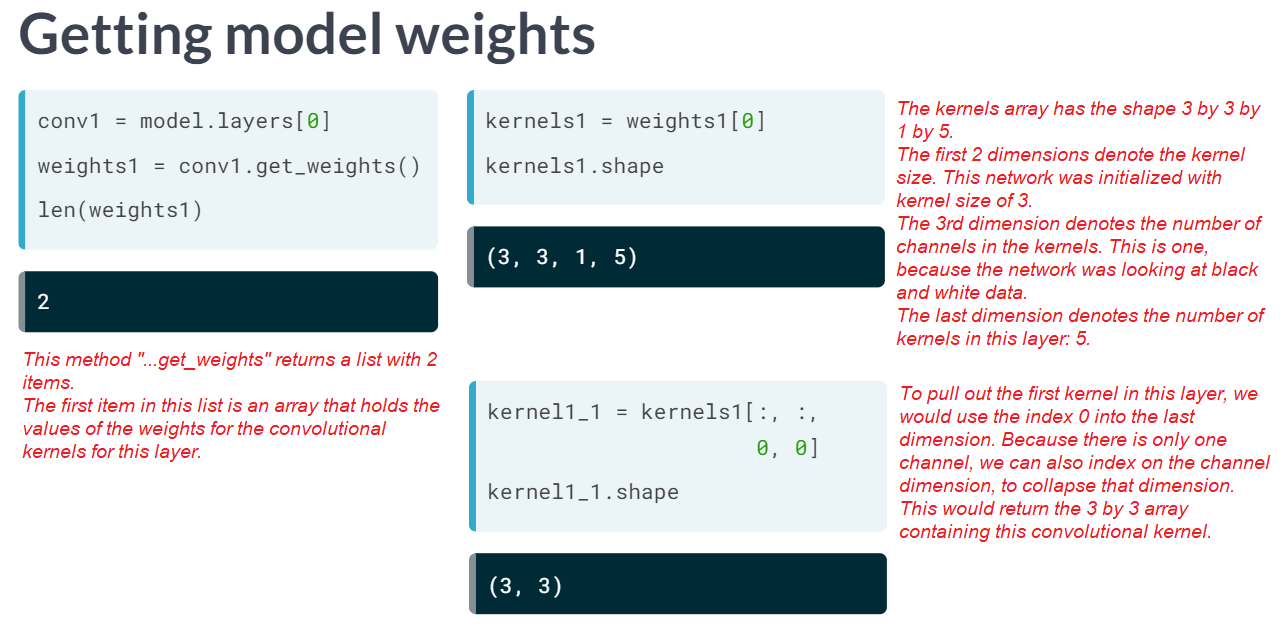 Getting model weights
conv1 = model.layers[0]
weights1 = conv1.get_weights()
len(weights1)
2
This method "...get_weights" returns a list with 2
items.
The first item in this list is an array that holds the
values of the weights for the convolutional
kernels for this layer.
kernels1 = weights1[0]
kernels1.shape
(3, 3, 1, 5)
The kernels array has the shape 3 by 3 by
1 by 5.
The first 2 dimensions denote the kernel
size. This network was initialized with
kernel size of 3.
The 3rd dimension denotes the number of
channels in the kernels. This is one,
because the network was looking at black
and white data.
The last dimension denotes the number of
kernels in this layer: 5.
kernel1_1 = kernels1[:, :,
0, 0]
kernel1_1.shape
(3, 3)
To pull out the first kernel in this layer, we
would use the index 0 into the last
dimension. Because there is only one
channel, we can also index on the channel
dimension, to collapse that dimension.
This would return the 3 by 3 array
containing this convolutional kernel.